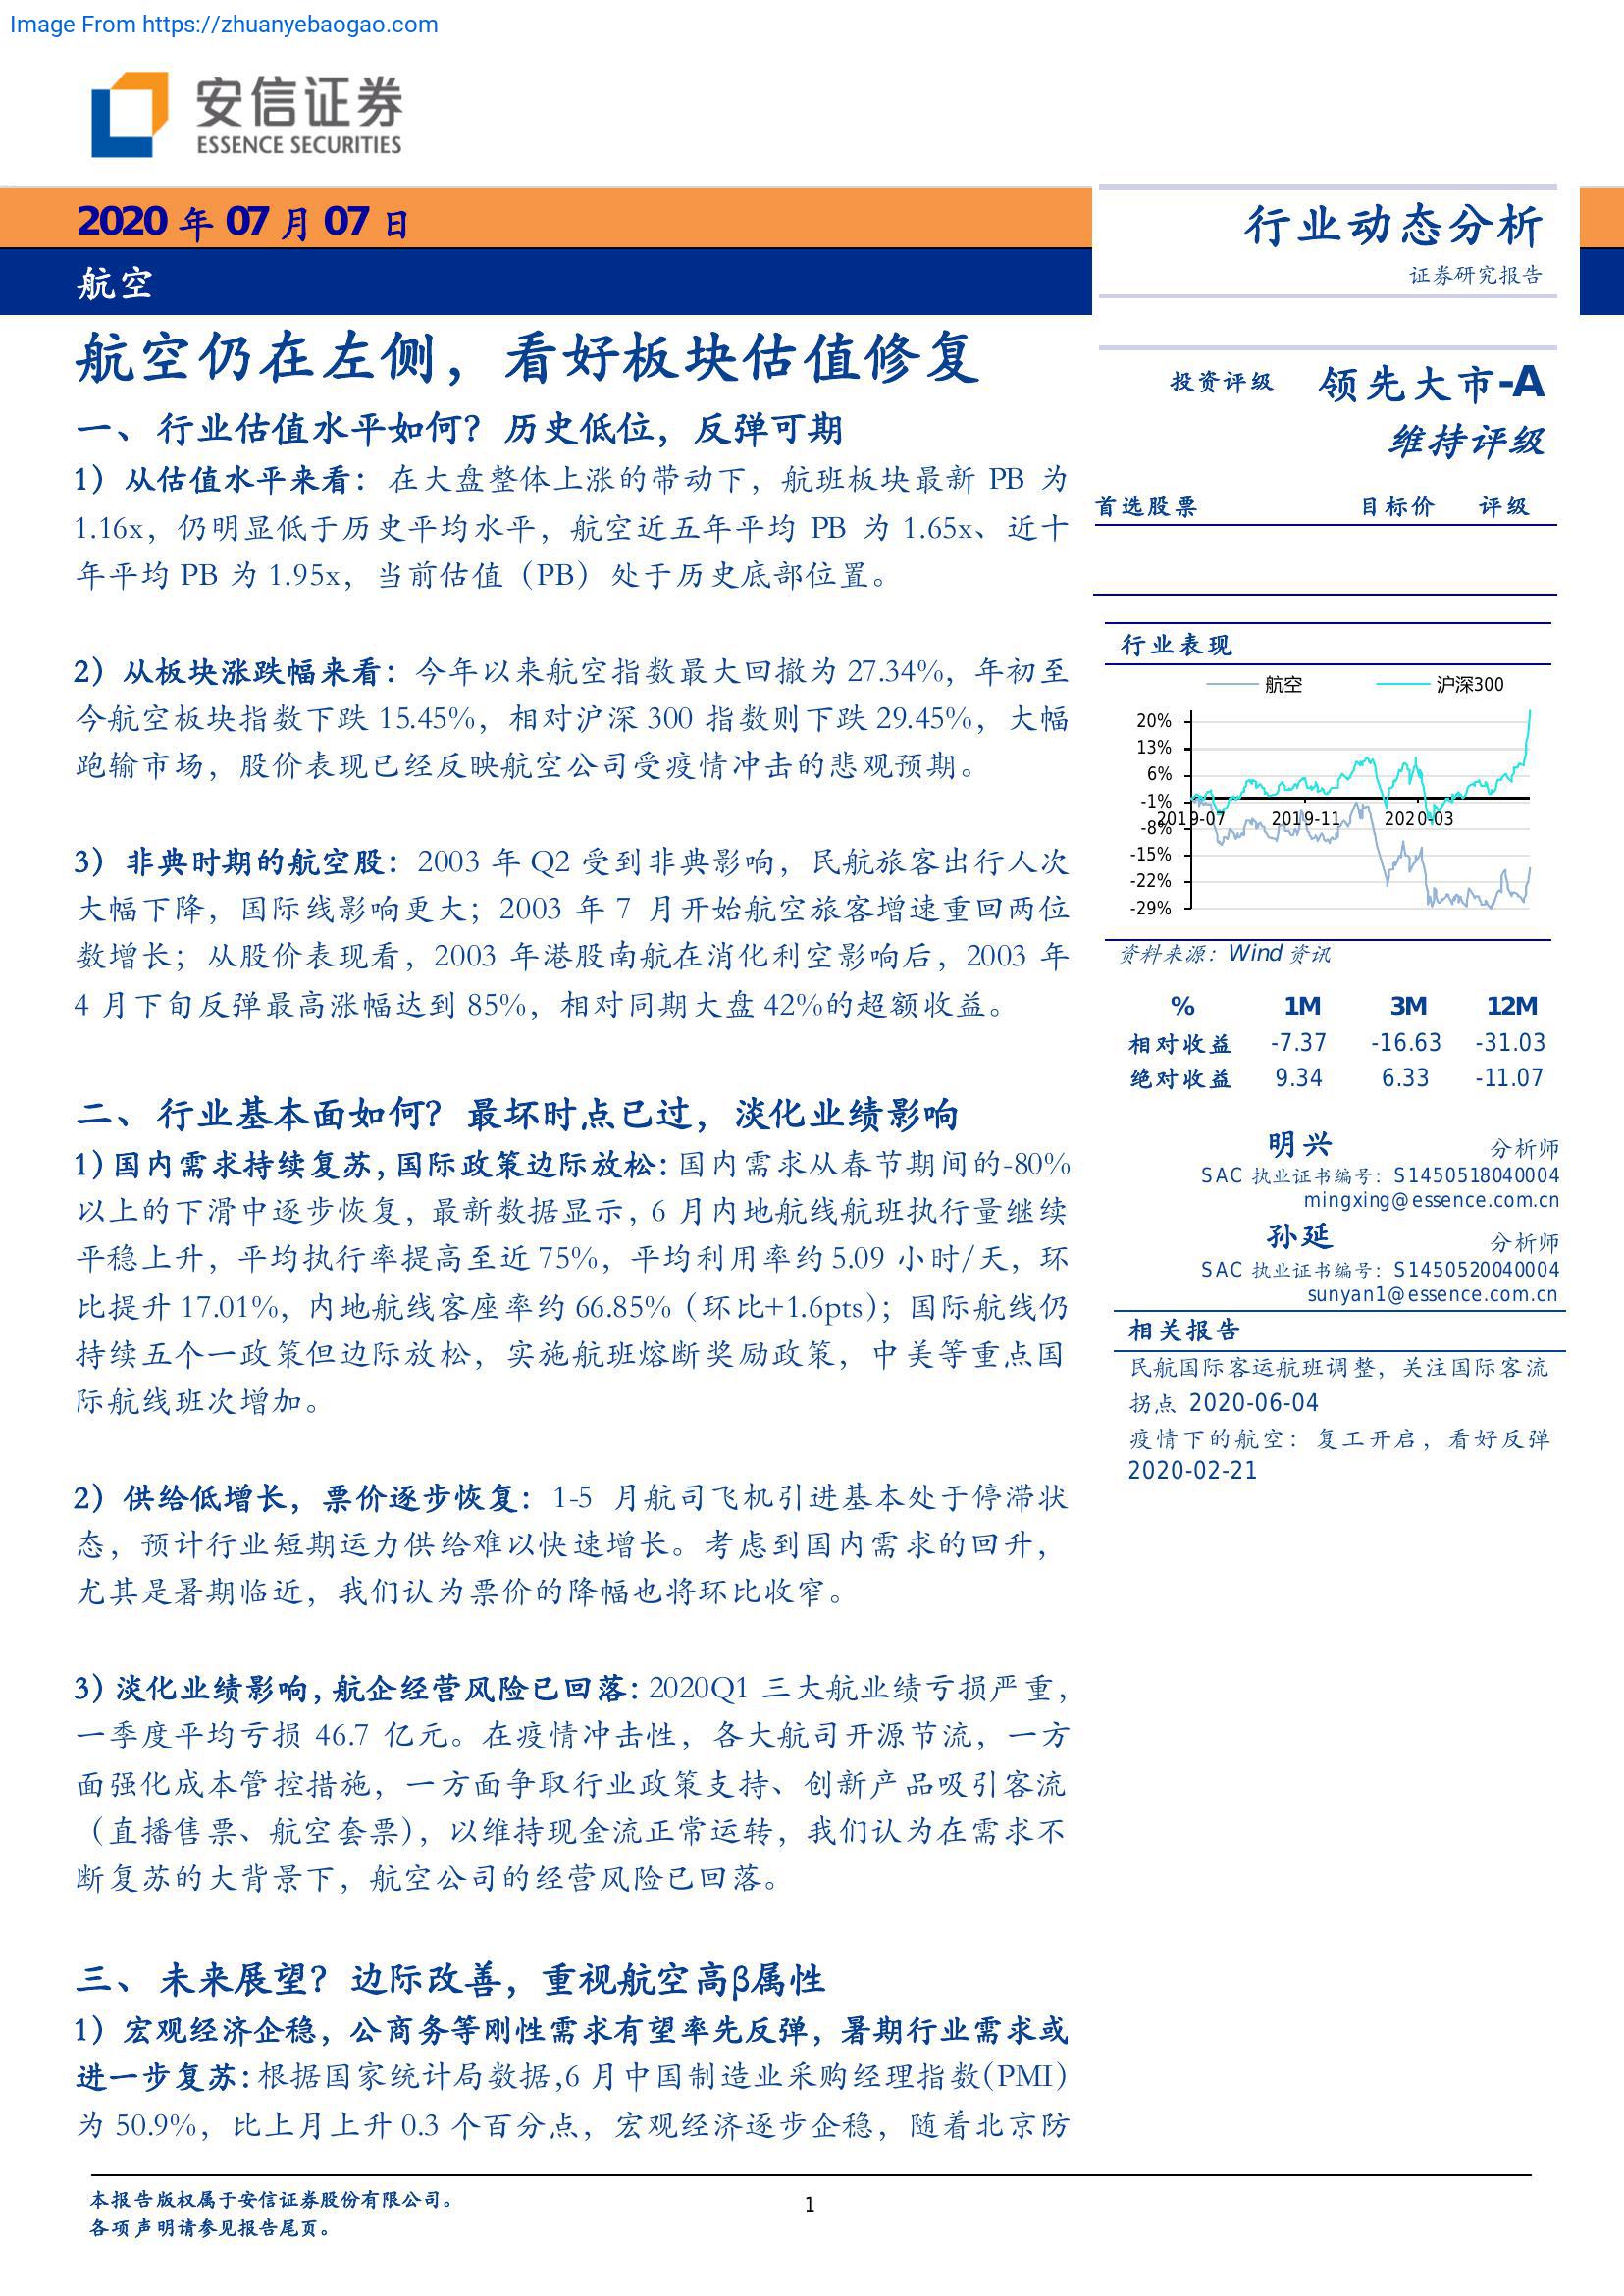 Image From https://zhuanyebaogao.com
安信证券
ESSENCE SECURITIES
2020 年 07 月 07 日
航空
行业动态分析
证券研究报告
航空仍在左侧，看好板块估值修复
一、 行业估值水平如何？历史低位，反弹可期
1）从估值水平来看：在大盘整体上涨的带动下，航班板块最新 PB 为
1.16x，仍明显低于历史平均水平，航空近五年平均 PB 为 1.65x、近十
年平均 PB 为 1.95x，当前估值（PB）处于历史底部位置。
2）从板块涨跌幅来看：今年以来航空指数最大回撤为 27.34%，年初至
今航空板块指数下跌 15.45%，相对沪深 300 指数则下跌 29.45%，大幅
跑输市场，股价表现已经反映航空公司受疫情冲击的悲观预期。
3）非典时期的航空股：2003 年 Q2 受到非典影响，民航旅客出行人次
大幅下降，国际线影响更大；2003 年 7 月开始航空旅客增速重回两位
数增长；从股价表现看，2003 年港股南航在消化利空影响后，2003 年
4 月下旬反弹最高涨幅达到 85%，相对同期大盘 42%的超额收益。
二、 行业基本面如何？最坏时点已过，淡化业绩影响
1)国内需求持续复苏,国际政策边际放松:国内需求从春节期间的-80%
以上的下滑中逐步恢复，最新数据显示，6 月内地航线航班执行量继续
平稳上升，平均执行率提高至近 75%，平均利用率约 5.09 小时/天，环
比提升 17.01%，内地航线客座率约 66.85%（环比+1.6pts）；国际航线仍
持续五个一政策但边际放松，实施航班熔断奖励政策，中美等重点国
际航线班次增加。
2）供给低增长，票价逐步恢复：1-5 月航司飞机引进基本处于停滞状
态，预计行业短期运力供给难以快速增长。考虑到国内需求的回升，
尤其是暑期临近，我们认为票价的降幅也将环比收窄。
3)淡化业绩影响,航企经营风险已回落:2020Q1 三大航业绩亏损严重，
一季度平均亏损 46.7 亿元。在疫情冲击性，各大航司开源节流，一方
面强化成本管控措施，一方面争取行业政策支持、创新产品吸引客流
（直播售票、航空套票），以维持现金流正常运转，我们认为在需求不
断复苏的大背景下，航空公司的经营风险已回落。
三、 未来展望？边际改善，重视航空高β属性
1）宏观经济企稳，公商务等刚性需求有望率先反弹，暑期行业需求或
进一步复苏:根据国家统计局数据,6 月中国制造业采购经理指数(PMI)
为 50.9%，比上月上升 0.3 个百分点，宏观经济逐步企稳，随着北京防
投资评级 领先大市-A
维持评级
首选股票 目标价 评级
行业表现
航空 沪深300
20%
13%
6%
-1%
2019-07 2019-11 2020-03
-8%
-15%
-22%
-29%
资料来源：Wind 资讯
% 1M 3M 12M
相对收益 -7.37 -16.63 -31.03
绝对收益 9.34 6.33 -11.07
明兴 分析师
SAC 执业证书编号：S1450518040004
mingxing@essence.com.cn
孙延 分析师
SAC 执业证书编号：S1450520040004
sunyan1@essence.com.cn
相关报告
民航国际客运航班调整，关注国际客流
拐点 2020-06-04
疫情下的航空：复工开启，看好反弹
2020-02-21
本报告版权属于安信证券股份有限公司。
1
各项声明请参见报告尾页。